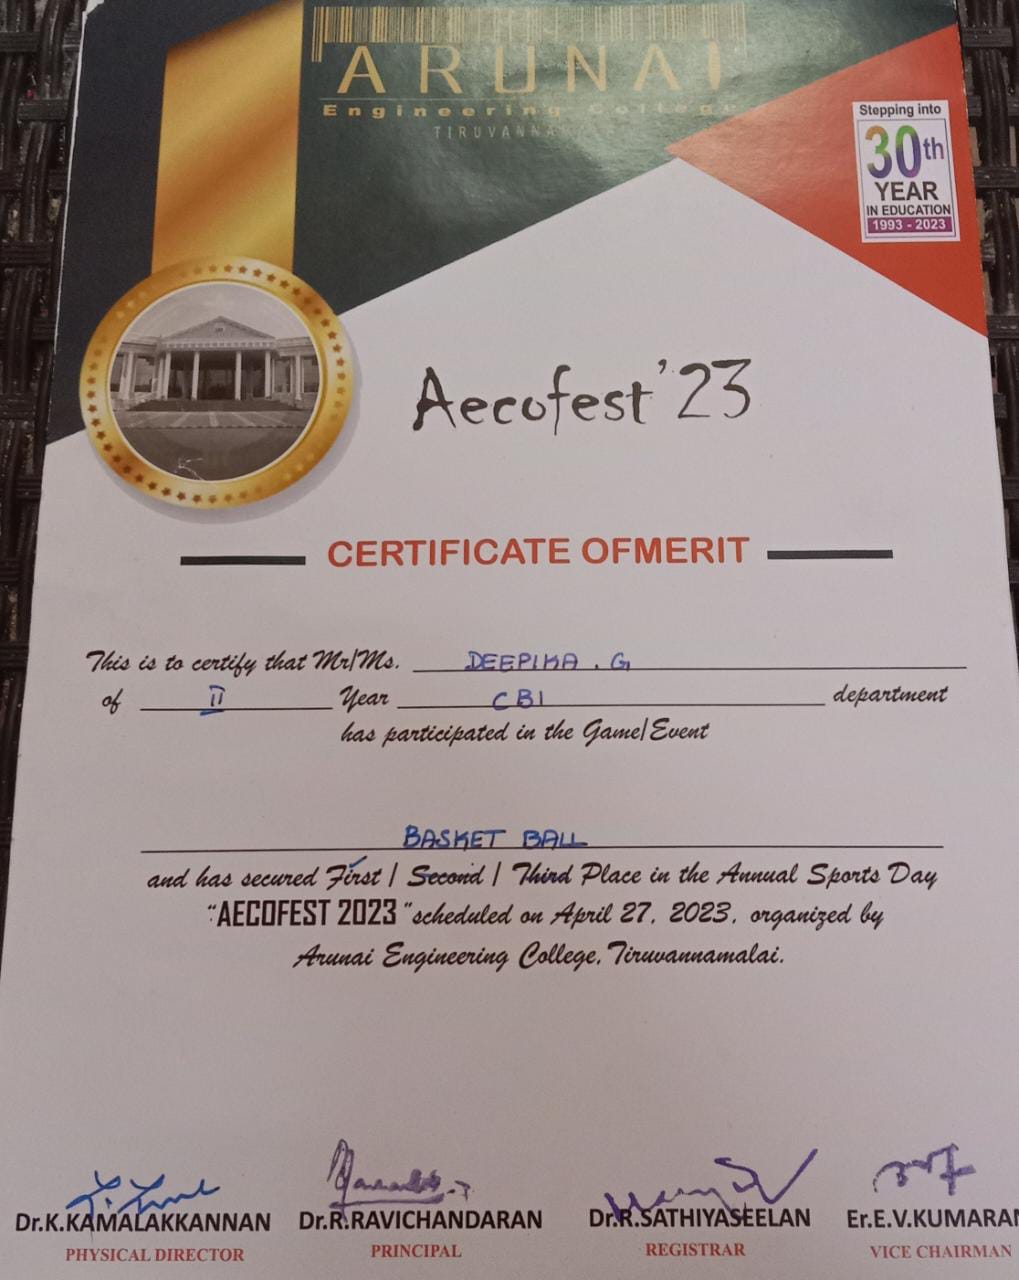 ARUNAI
Engineering College
TIRUVANNAMALAI
Stepping into
30th
YEAR
IN EDUCATION
1993 - 2023
Aecofest'23
CERTIFICATE OFMERIT
This is to certify that Mr/Ms. DEEPIKA . G
of II Year CBI department
has participated in the Game/Event
BASKET BALL
and has secured First / Second / Third Place in the Annual Sports Day
"AECOFEST 2023 "scheduled on April 27, 2023, organized by
Arunai Engineering College, Tiruvannamalai.
Dr.K.KAMALAKKANNAN Dr.R.RAVICHANDARAN Dr.R.SATHIYASEELAN Er.E.V.KUMARAN
PHYSICAL DIRECTOR PRINCIPAL REGISTRAR VICE CHAIRMAN